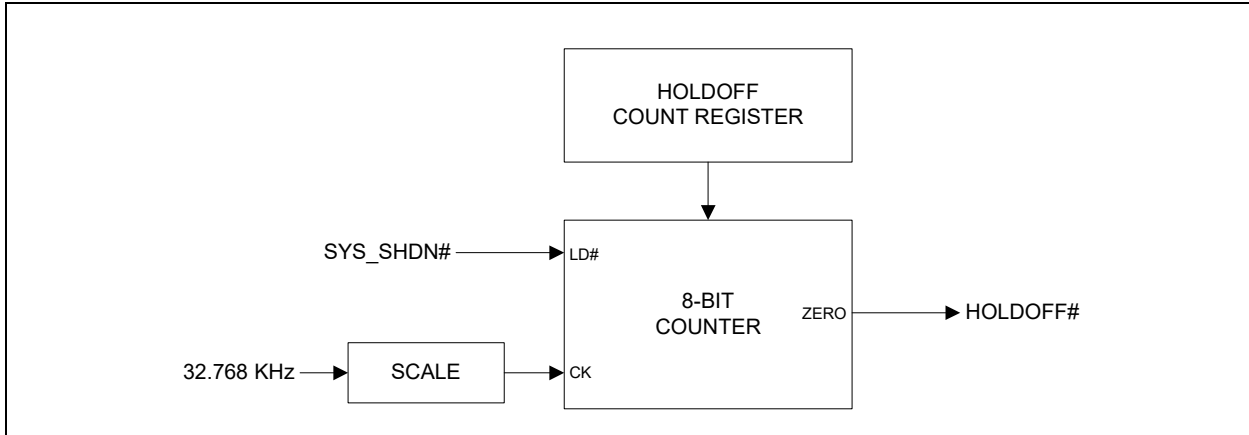 HOLDOFF
COUNT REGISTER
SYS_SHDN#
LD#
8-BIT
COUNTER
ZERO
HOLDOFF#
32.768 KHz
SCALE
CK